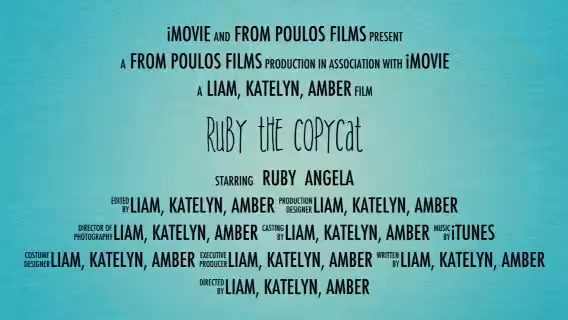 iMOVIE AND FROM POULOS FILMS PRESENT
A FROM POULOS FILMS PRODUCTION IN ASSOCIATION WITH iMOVIE
A LIAM, KATELYN, AMBER FILM
RUBY tHE COPYCat
STARRING RUBY ANGELA
EDITED BY LIAM, KATELYN, AMBER PRODUCTION DESIGNER LIAM, KATELYN, AMBER
DIRECTOR OF PHOTOGRAPHY LIAM, KATELYN, AMBER CASTING BY LIAM, KATELYN, AMBER MUSIC BY iTUNES
COSTUME DESIGNER LIAM, KATELYN, AMBER EXECUTIVE PRODUCER LIAM, KATELYN, AMBER WRITTEN BY LIAM, KATELYN, AMBER
DIRECTED BY LIAM, KATELYN, AMBER